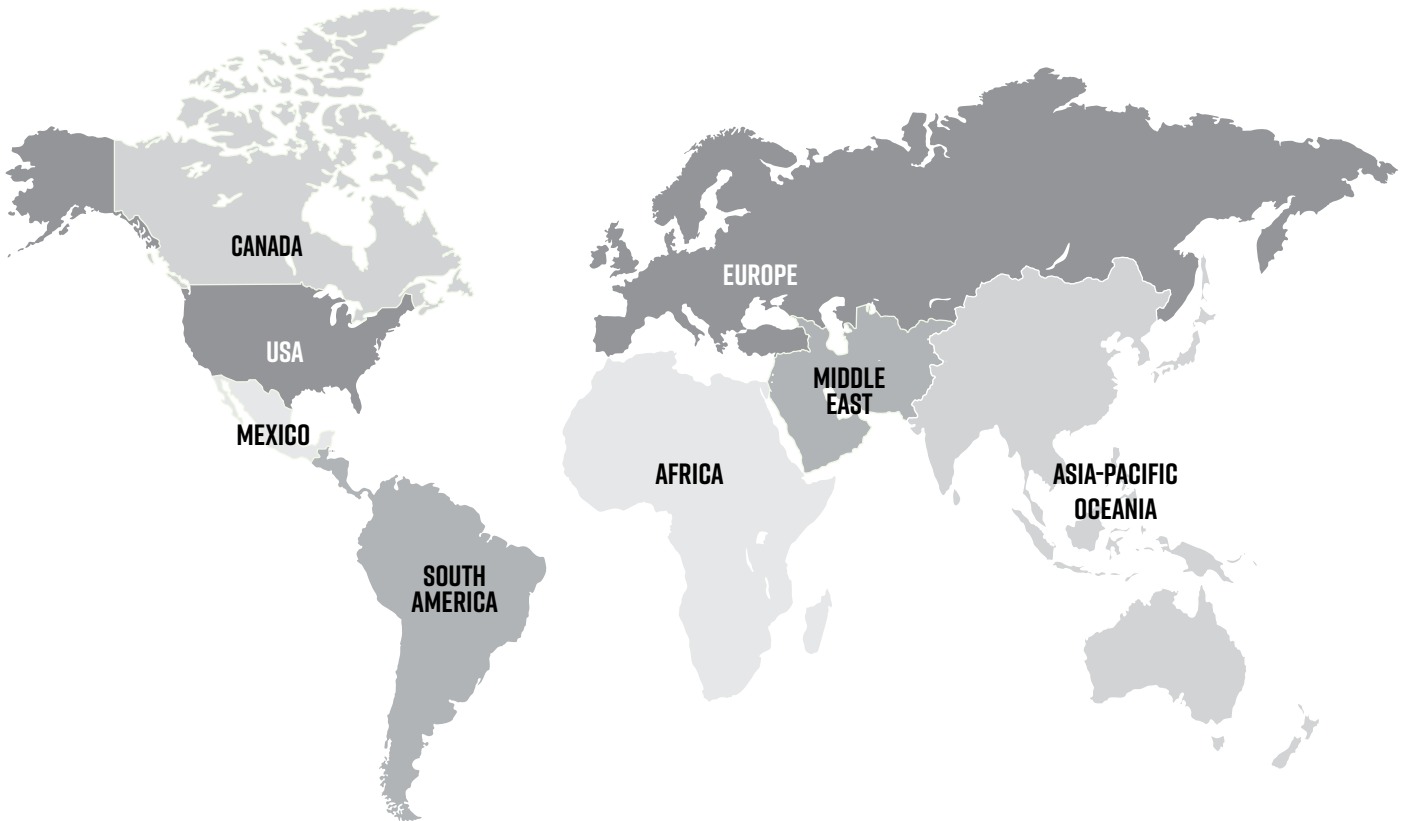 CANADA
EUROPE
USA
MIDDLE
EAST
MEXICO
AFRICA
ASIA-PACIFIC
OCEANIA
SOUTH
AMERICA